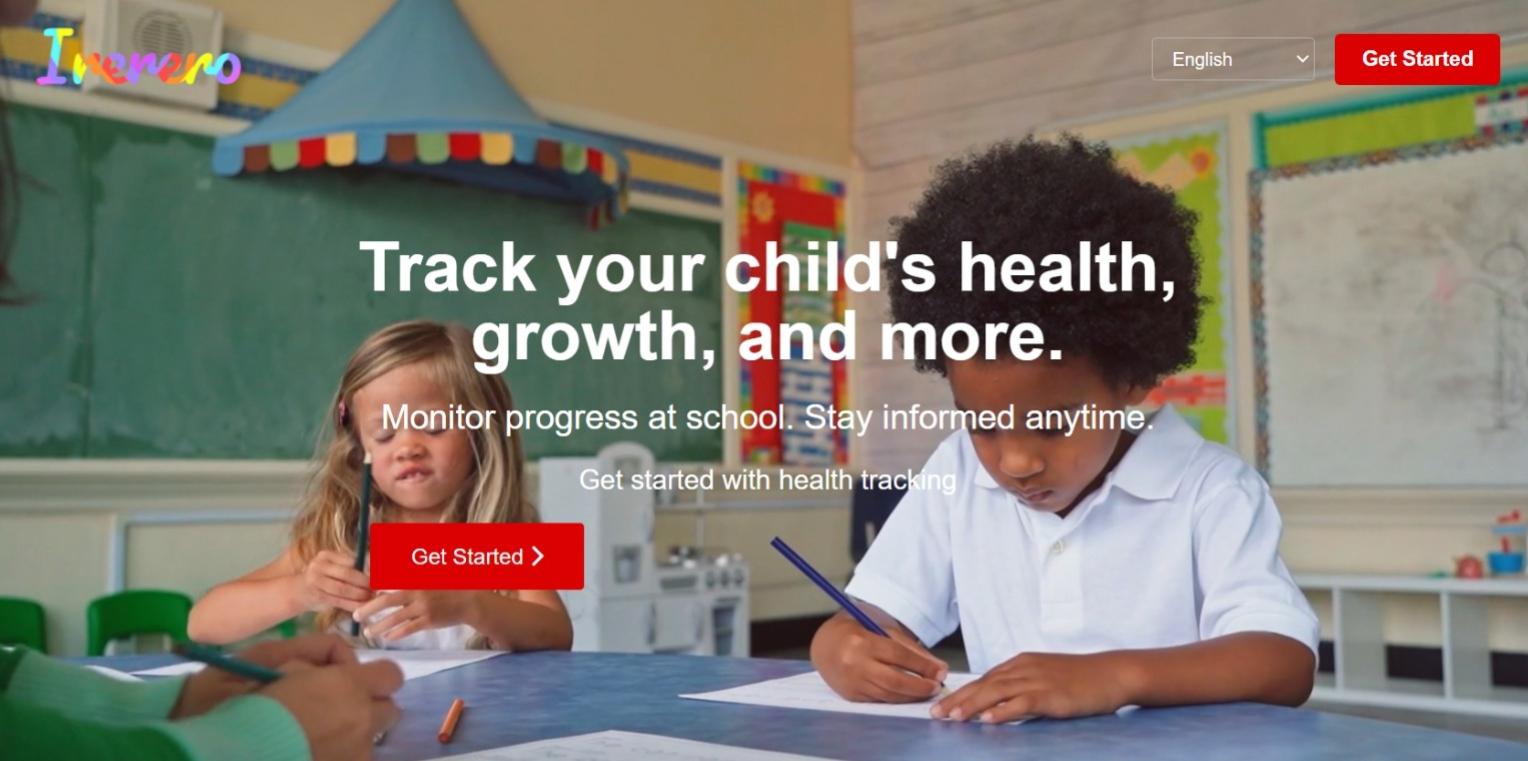 Irerero
English
Get Started
Track your child's health,
growth, and more.
Monitor progress at school. Stay informed anytime.
Get started with health tracking
Get Started